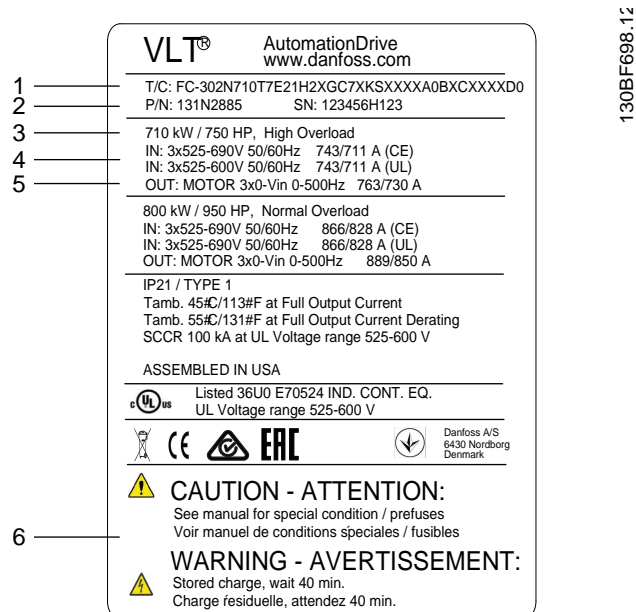 130BF698.12
VLT® AutomationDrive
www.danfoss.com
1 T/C: FC-302N710T7E21H2XGC7XKSXXXXA0BXCXXXXD0
2 P/N: 131N2885 SN: 123456H123
3 710 kW / 750 HP, High Overload
4 IN: 3x525-690V 50/60Hz 743/711 A (CE)
IN: 3x525-600V 50/60Hz 743/711 A (UL)
5 OUT: MOTOR 3x0-Vin 0-500Hz 763/730 A
800 kW / 950 HP, Normal Overload
IN: 3x525-690V 50/60Hz 866/828 A (CE)
IN: 3x525-690V 50/60Hz 866/828 A (UL)
OUT: MOTOR 3x0-Vin 0-500Hz 889/850 A
IP21 / TYPE 1
Tamb. 45#C/113#F at Full Output Current
Tamb. 55#C/131#F at Full Output Current Derating
SCCR 100 kA at UL Voltage range 525-600 V
ASSEMBLED IN USA
c UL us Listed 36U0 E70524 IND. CONT. EQ.
UL Voltage range 525-600 V
CE EAC
Danfoss A/S
6430 Nordborg
Denmark
CAUTION - ATTENTION:
See manual for special condition / prefuses
Voir manuel de conditions śpeciales / fusibles
6
WARNING - AVERTISSEMENT:
Stored charge, wait 40 min.
Charge ŕesiduelle, attendez 40 min.